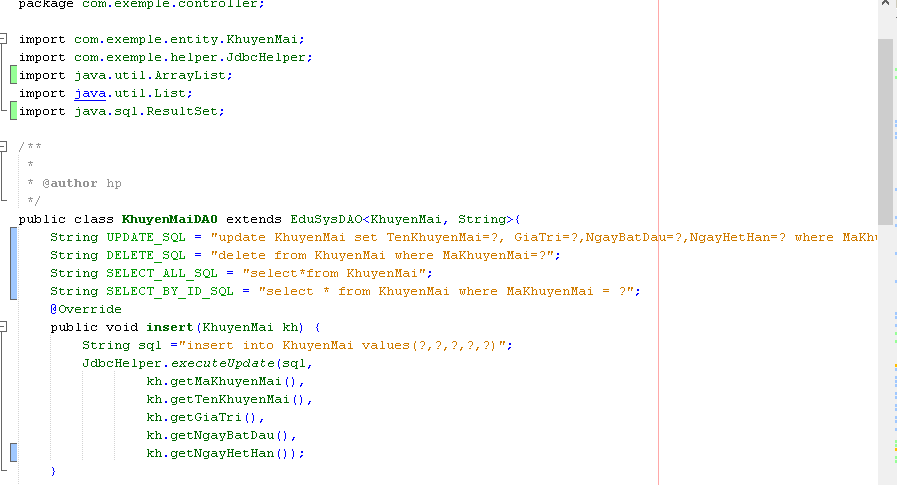 package com.exemple.controller;
import com.exemple.entity.KhuyenMai;
import com.exemple.helper.JdbcHelper;
import java.util.ArrayList;
import java.util.List;
import java.sql.ResultSet;
/**
 *
 * @author hp
 */
public class KhuyenMaiDAO extends EduSysDAO<KhuyenMai, String>{
    String UPDATE_SQL = "update KhuyenMai set TenKhuyenMai=?, GiaTri=?,NgayBatDau=?,NgayHetHan=? where MaKhu
    String DELETE_SQL = "delete from KhuyenMai where MaKhuyenMai=?";
    String SELECT_ALL_SQL = "select*from KhuyenMai";
    String SELECT_BY_ID_SQL = "select * from KhuyenMai where MaKhuyenMai = ?";
    @Override
    public void insert(KhuyenMai kh) {
        String sql ="insert into KhuyenMai values(?,?,?,?,?)";
        JdbcHelper.executeUpdate(sql,
                kh.getMaKhuyenMai(),
                kh.getTenKhuyenMai(),
                kh.getGiaTri(),
                kh.getNgayBatDau(),
                kh.getNgayHetHan());
    }